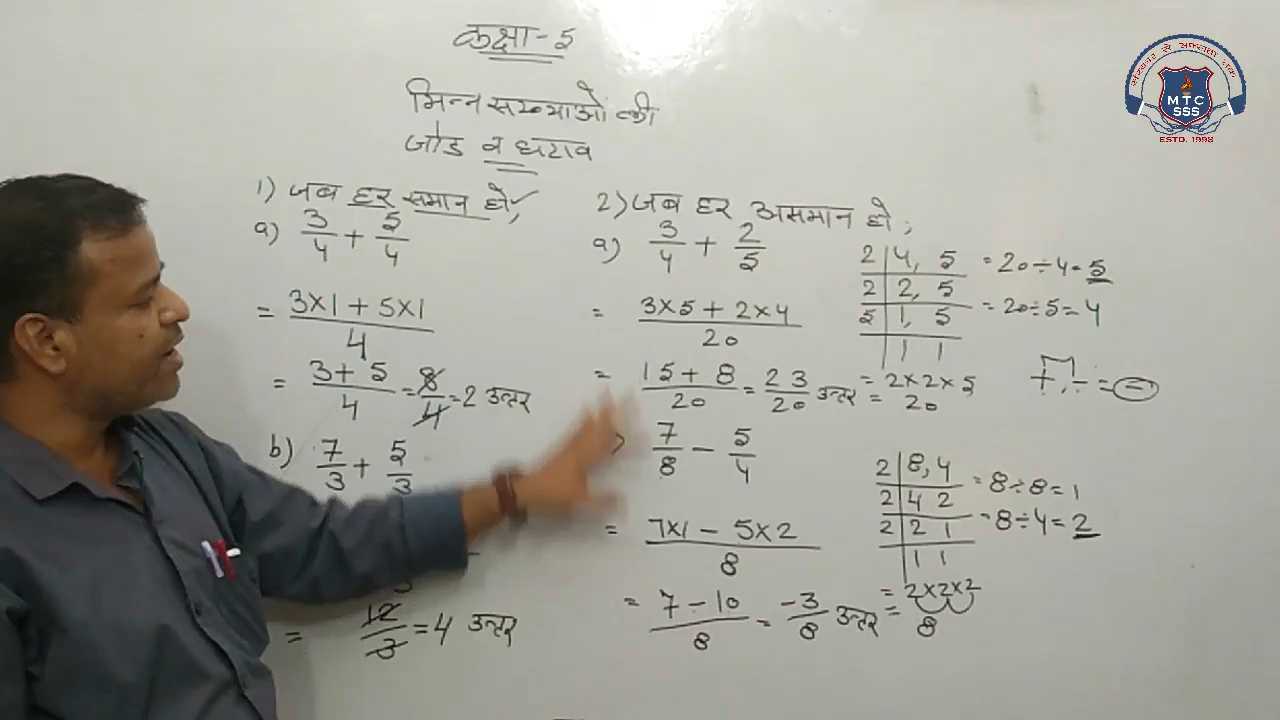 कक्षा - 5
भिन्न संख्याओं की
जोड व घटाव
1) जब हर समान हो,
a) 3/4 + 5/4
= 3×1 + 5×1 / 4
= 3 + 5 / 4 = 8/4 = 2 उत्तर
b) 7/3 + 5/3
= 12/3 = 4 उत्तर
2) जब हर असमान हो,
a) 3/4 + 2/5
= 3×5 + 2×4 / 20
= 15 + 8 / 20 = 23/20 उत्तर
2 | 4, 5 = 20 ÷ 4 = 5
2 | 2, 5 = 20 ÷ 5 = 4
5 | 1, 5
| 1 1
= 2×2×5
= 20
+, ÷ = -
7/8 - 5/4
= 7×1 - 5×2 / 8
= 7 - 10 / 8 = -3/8 उत्तर
2 | 8, 4 = 8 ÷ 8 = 1
2 | 4 2 = 8 ÷ 4 = 2
2 | 2 1
| 1 1
= 2×2×2
= 8
MTC
SSS
ESTD. 1998